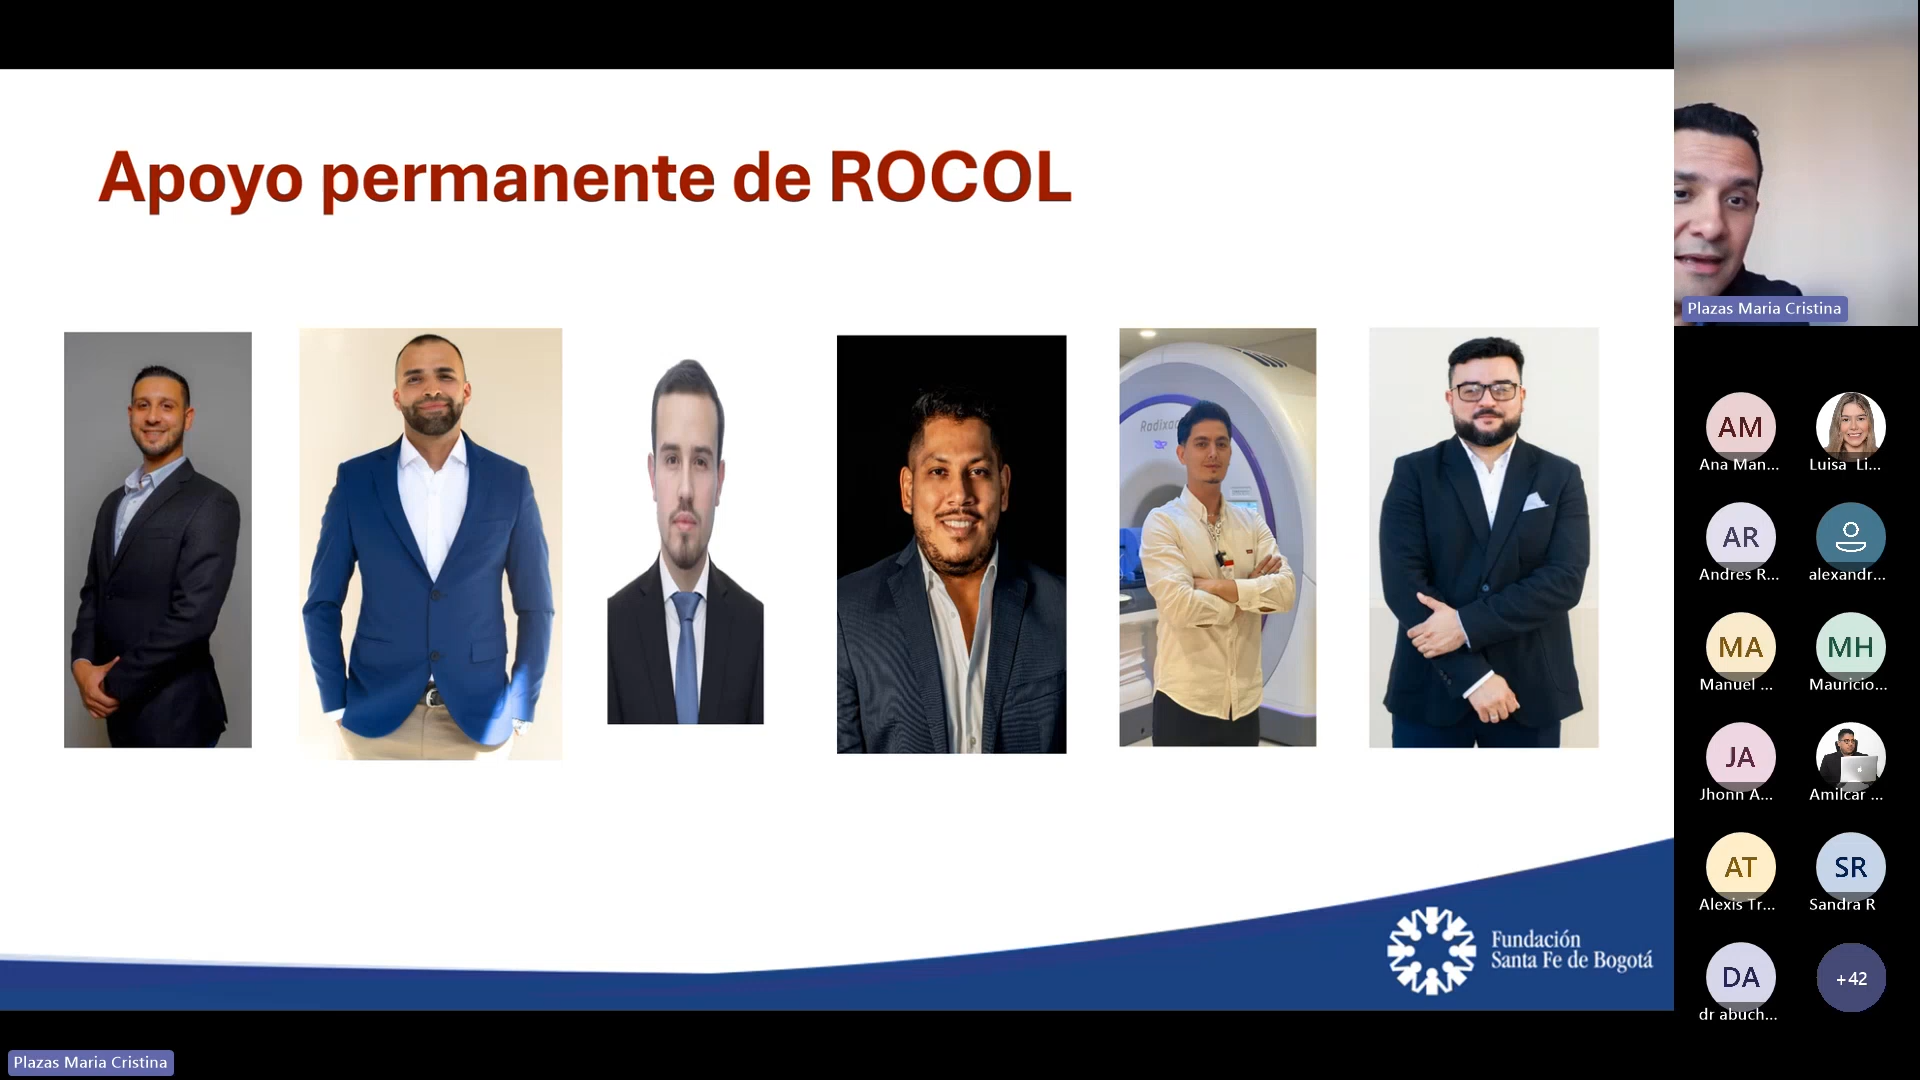 Apoyo permanente de ROCOL
Fundación
Santa Fe de Bogotá
Plazas Maria Cristina
AM
Ana Man...
Luisa Li...
AR
Andres R...
alexandr...
MA
Manuel ...
MH
Mauricio...
JA
Jhonn A...
Amilcar ...
AT
Alexis Tr...
SR
Sandra R
DA
dr abuch...
+42
Plazas Maria Cristina